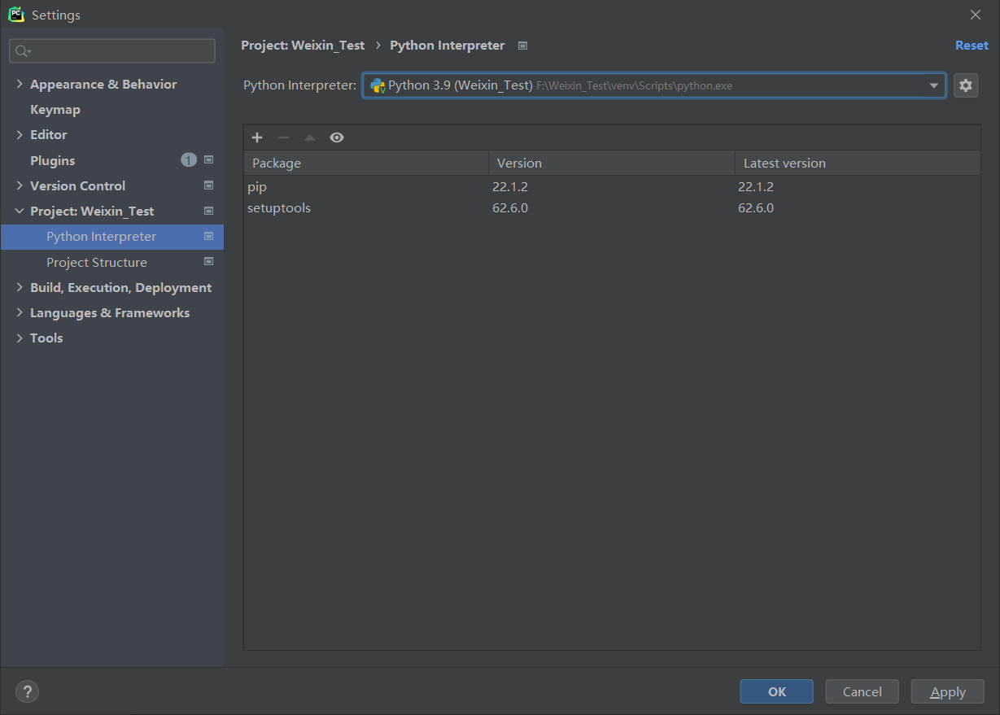 Settings
Project: Weixin_Test › Python Interpreter
Reset
Python Interpreter: Python 3.9 (Weixin_Test) F:\Weixin_Test\venv\Scripts\python.exe
Appearance & Behavior
Keymap
Editor
Plugins 1
Version Control
Project: Weixin_Test
Python Interpreter
Project Structure
Build, Execution, Deployment
Languages & Frameworks
Tools
Package Version Latest version
pip 22.1.2 22.1.2
setuptools 62.6.0 62.6.0
?
OK Cancel Apply